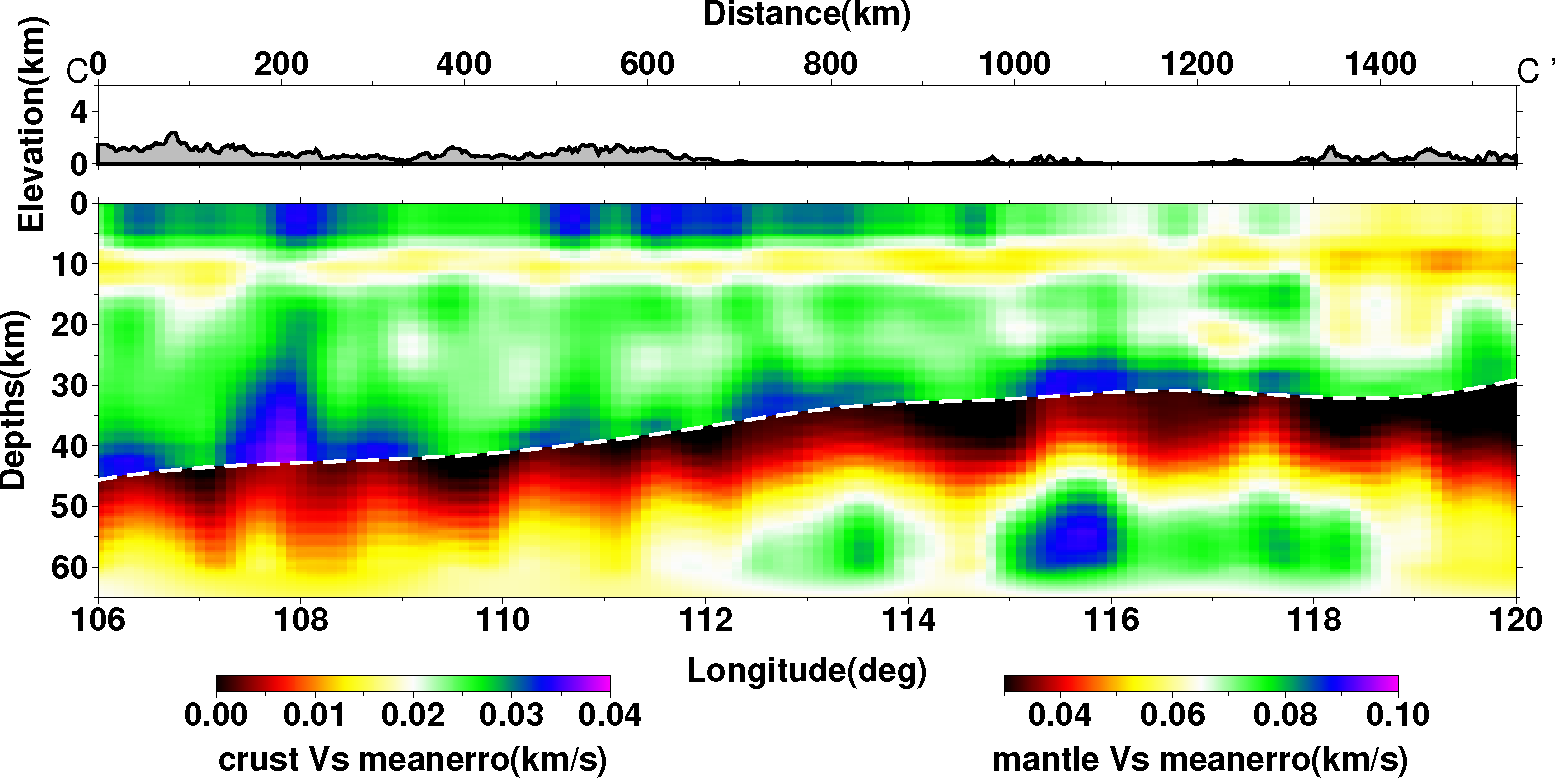 Distance(km)
C 0 200 400 600 800 1000 1200 1400 C '
Elevation(km)
4
0
Depths(km)
0
10
20
30
40
50
60
106 108 110 112 114 116 118 120
Longitude(deg)
0.00 0.01 0.02 0.03 0.04
crust Vs meanerro(km/s)
0.04 0.06 0.08 0.10
mantle Vs meanerro(km/s)